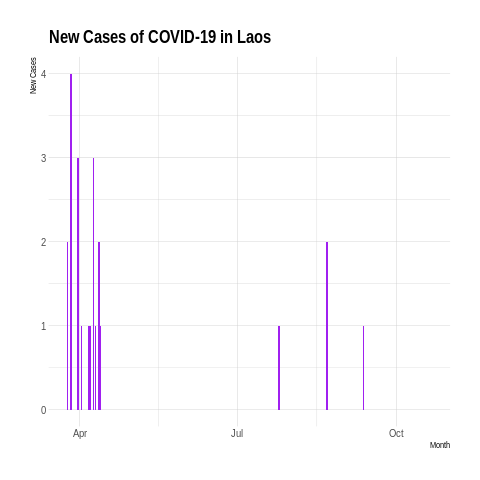 New Cases of COVID-19 in Laos
New Cases
4
3
2
1
0
Apr
Jul
Oct
Month